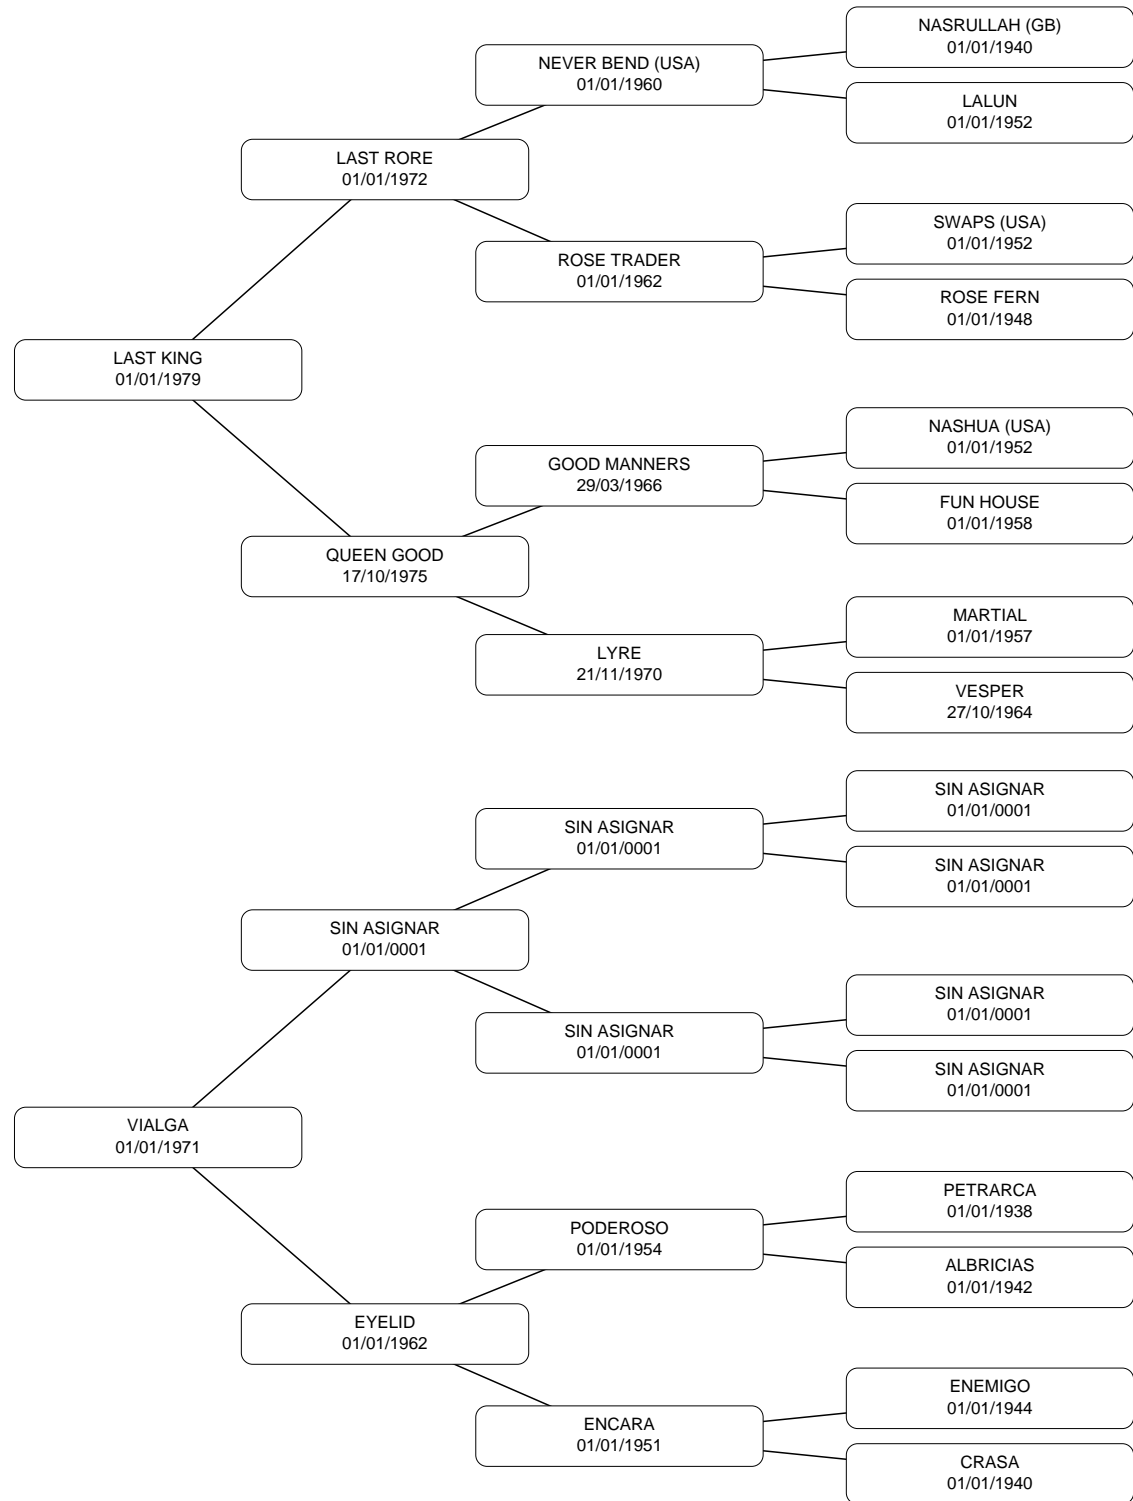 NASRULLAH (GB)
01/01/1940
NEVER BEND (USA)
01/01/1960
LALUN
01/01/1952
LAST RORE
01/01/1972
SWAPS (USA)
01/01/1952
ROSE TRADER
01/01/1962
ROSE FERN
01/01/1948
LAST KING
01/01/1979
NASHUA (USA)
01/01/1952
GOOD MANNERS
29/03/1966
FUN HOUSE
01/01/1958
QUEEN GOOD
17/10/1975
MARTIAL
01/01/1957
LYRE
21/11/1970
VESPER
27/10/1964
SIN ASIGNAR
01/01/0001
SIN ASIGNAR
01/01/0001
SIN ASIGNAR
01/01/0001
SIN ASIGNAR
01/01/0001
SIN ASIGNAR
01/01/0001
SIN ASIGNAR
01/01/0001
SIN ASIGNAR
01/01/0001
VIALGA
01/01/1971
PETRARCA
01/01/1938
PODEROSO
01/01/1954
ALBRICIAS
01/01/1942
EYELID
01/01/1962
ENEMIGO
01/01/1944
ENCARA
01/01/1951
CRASA
01/01/1940